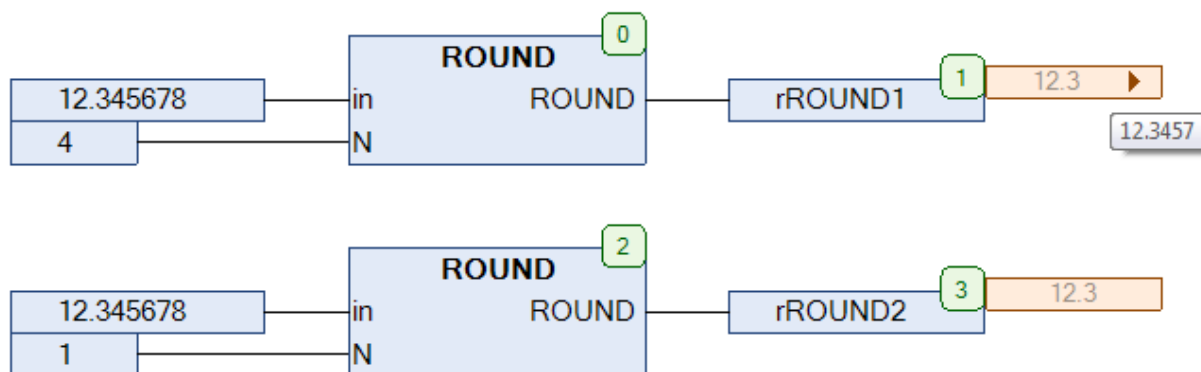 0
ROUND
12.345678 in ROUND rROUND1 1 12.3
4 N
12.3457
2
ROUND
12.345678 in ROUND rROUND2 3 12.3
1 N